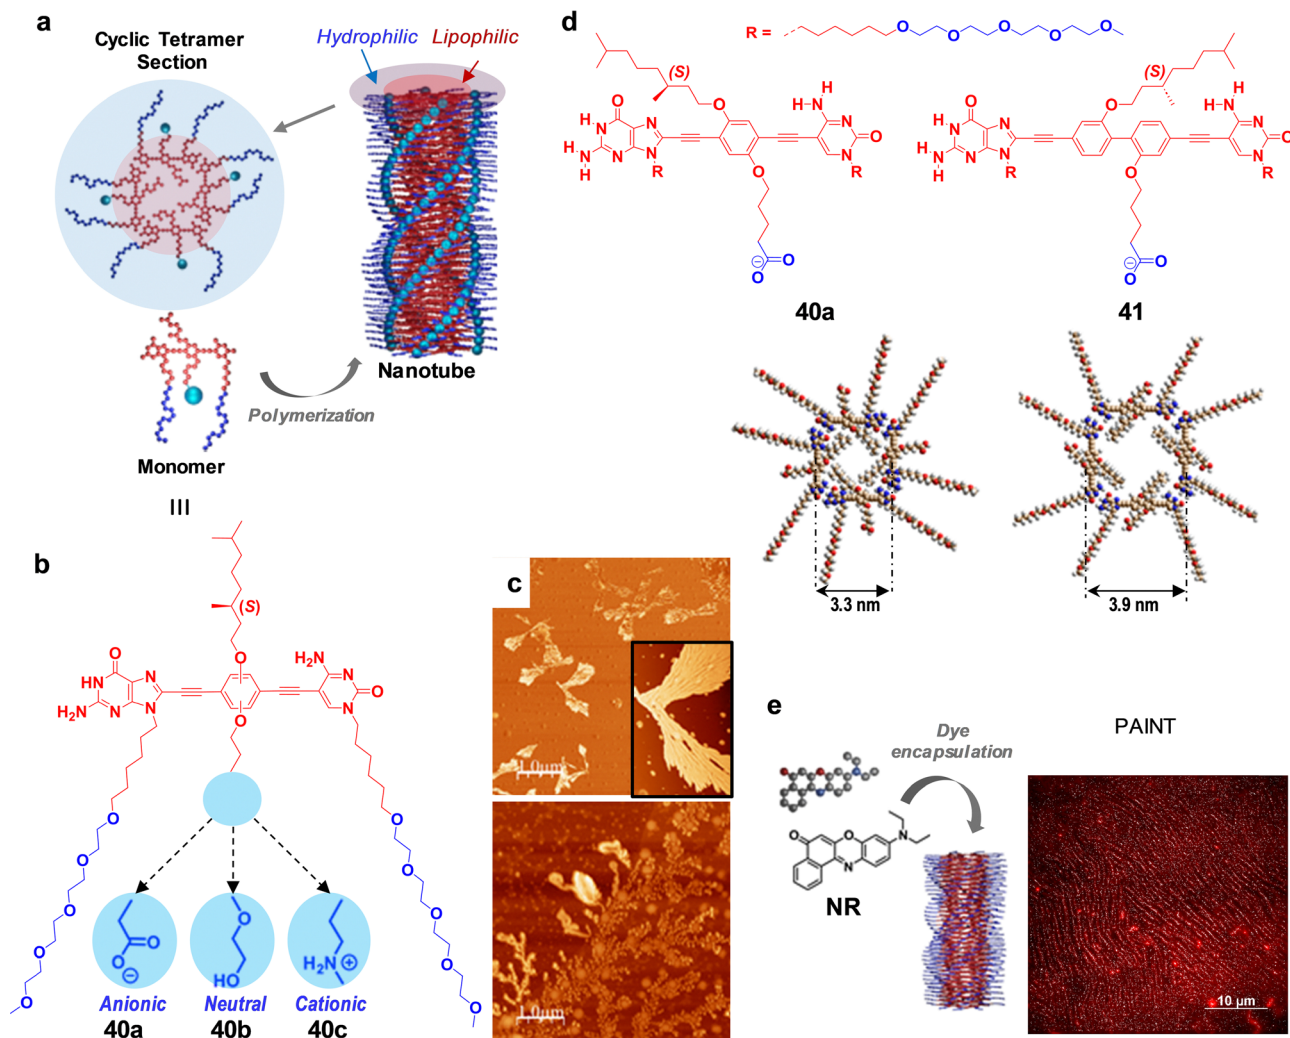 a
Cyclic Tetramer
Section
Hydrophilic
Lipophilic
Nanotube
Polymerization
Monomer
III
b
(S)
O
N
HN
H2N
N
N
O
O
NH2
N
O
N
O
O
O
O
O
O
O
O
O
O
O
O
⊖
O
HO
H2N
⊕
Anionic
Neutral
Cationic
40a
40b
40c
c
1.0µm
1.0µm
d
R =
O
O
O
O
O
(S)
O
O
H
N
H
N
N
H
N
H
N
N
R
H
H
N
N
O
N
R
O
⊖
O
O
40a
(S)
O
O
H
N
H
N
N
H
N
H
N
N
R
H
H
N
N
O
N
R
O
⊖
O
O
41
3.3 nm
3.9 nm
e
Dye
encapsulation
PAINT
O
O
N
N
NR
10 µm